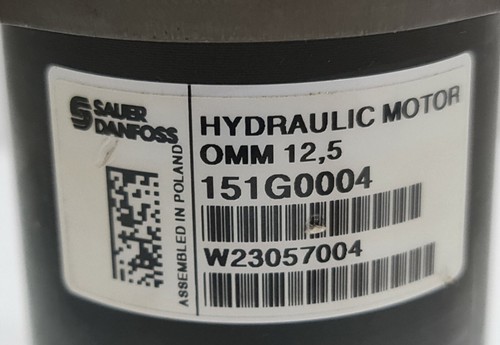 SAUER
DANFOSS
HYDRAULIC MOTOR
OMM 12,5
151G0004
W23057004
ASSEMBLED IN POLAND